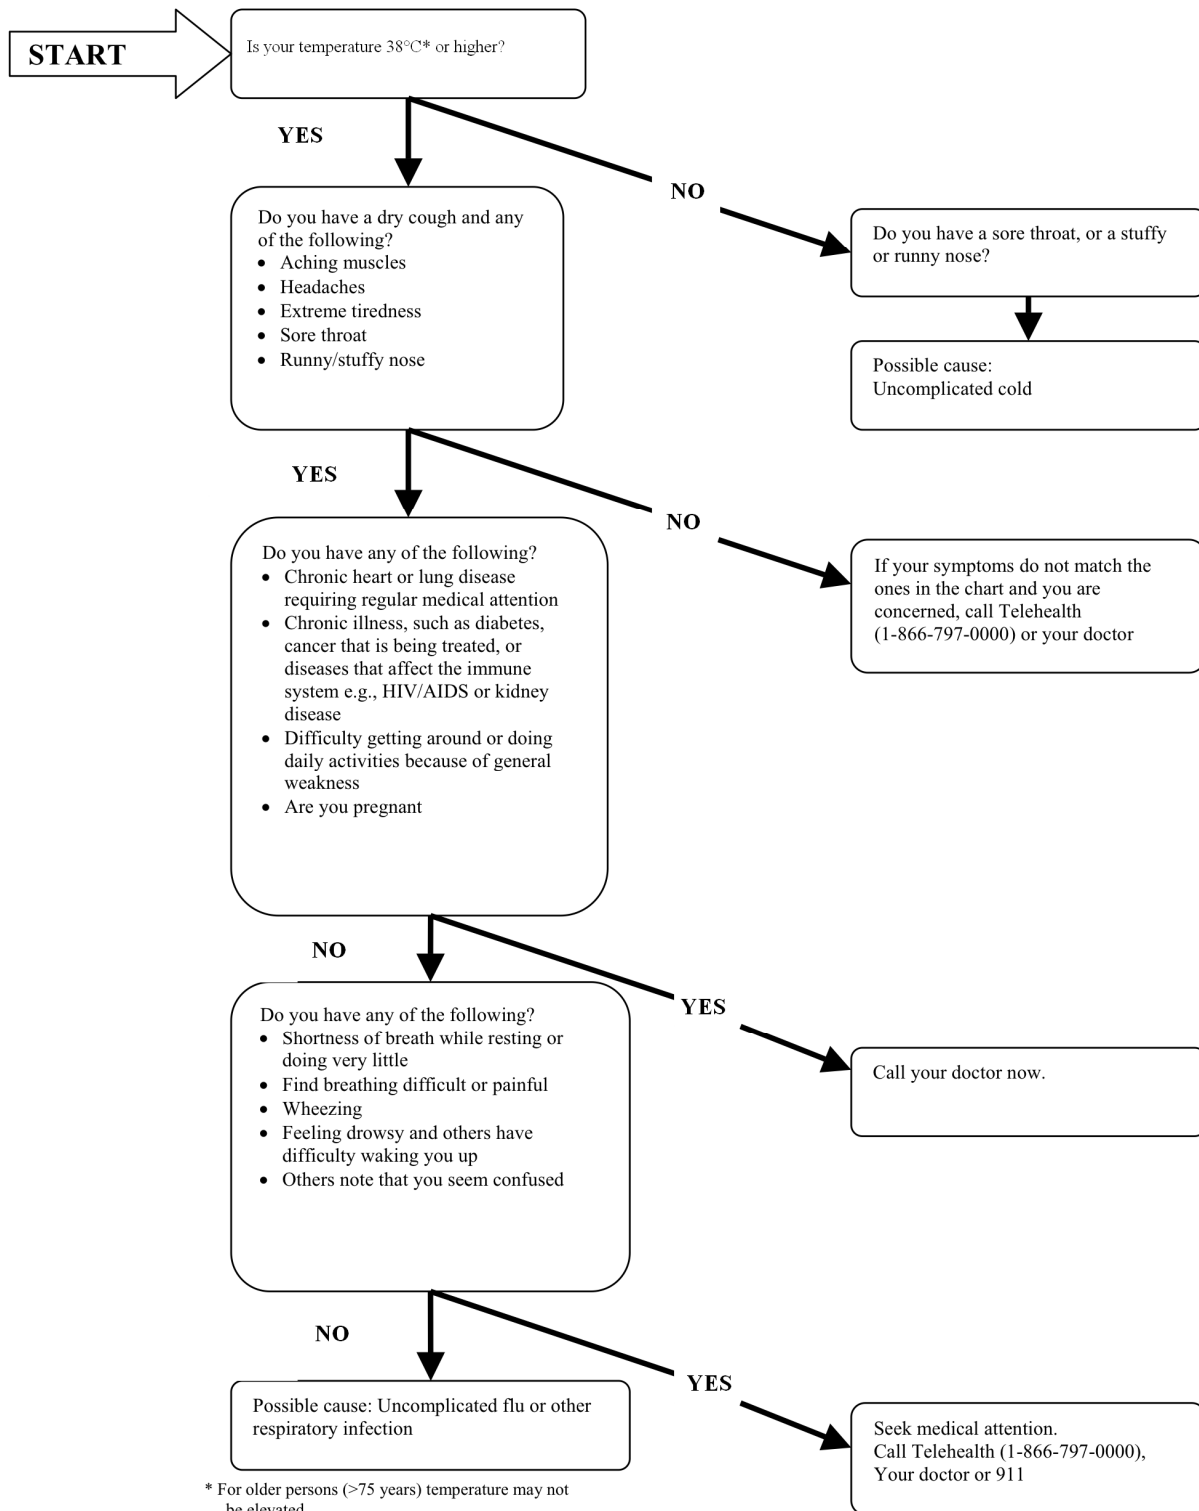 START
Is your temperature 38°C* or higher?
YES
NO
Do you have a dry cough and any
of the following?
• Aching muscles
• Headaches
• Extreme tiredness
• Sore throat
• Runny/stuffy nose
Do you have a sore throat, or a stuffy
or runny nose?
Possible cause:
Uncomplicated cold
YES
NO
Do you have any of the following?
• Chronic heart or lung disease
requiring regular medical attention
• Chronic illness, such as diabetes,
cancer that is being treated, or
diseases that affect the immune
system e.g., HIV/AIDS or kidney
disease
• Difficulty getting around or doing
daily activities because of general
weakness
• Are you pregnant
If your symptoms do not match the
ones in the chart and you are
concerned, call Telehealth
(1-866-797-0000) or your doctor
NO
YES
Do you have any of the following?
• Shortness of breath while resting or
doing very little
• Find breathing difficult or painful
• Wheezing
• Feeling drowsy and others have
difficulty waking you up
• Others note that you seem confused
Call your doctor now.
NO
YES
Possible cause: Uncomplicated flu or other
respiratory infection
Seek medical attention.
Call Telehealth (1-866-797-0000),
Your doctor or 911
* For older persons (>75 years) temperature may not
be elevated